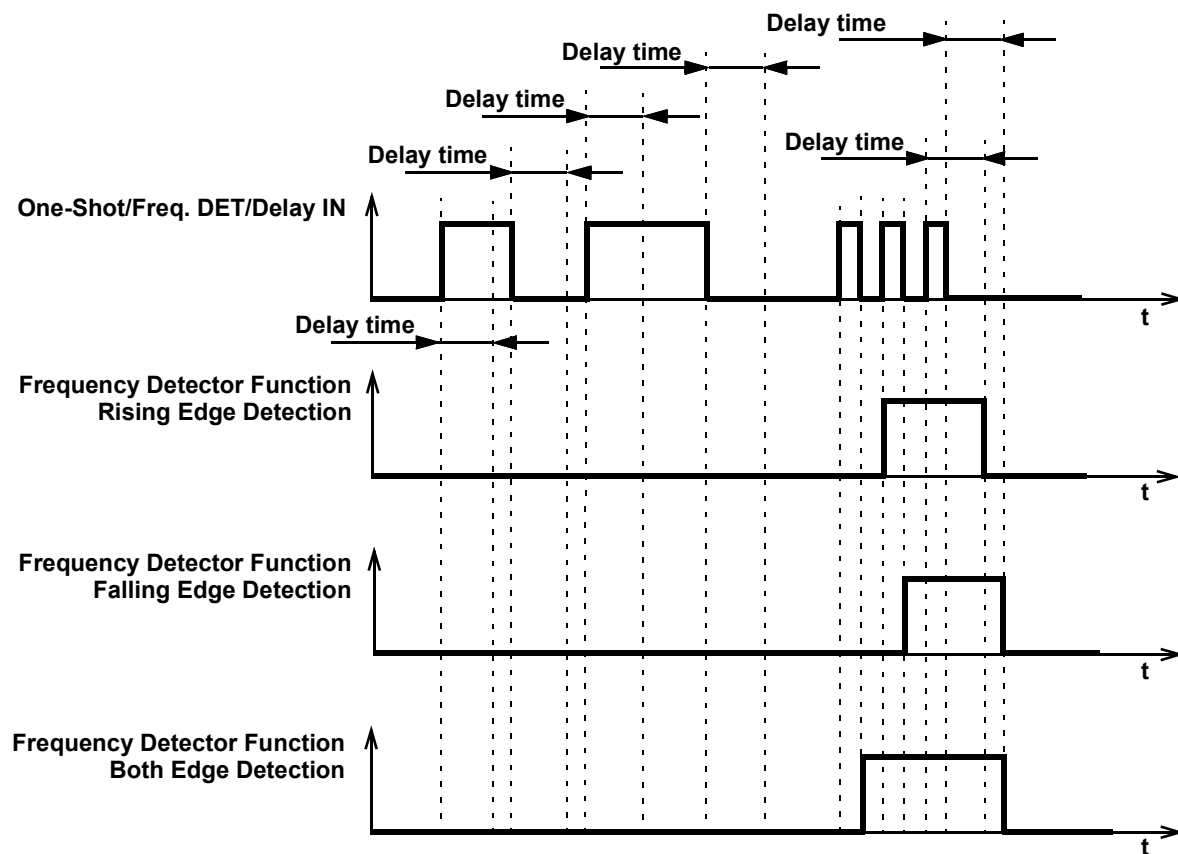 Delay time
Delay time
Delay time
Delay time
Delay time
One-Shot/Freq. DET/Delay IN
t
Delay time
Frequency Detector Function
Rising Edge Detection
t
Frequency Detector Function
Falling Edge Detection
t
Frequency Detector Function
Both Edge Detection
t